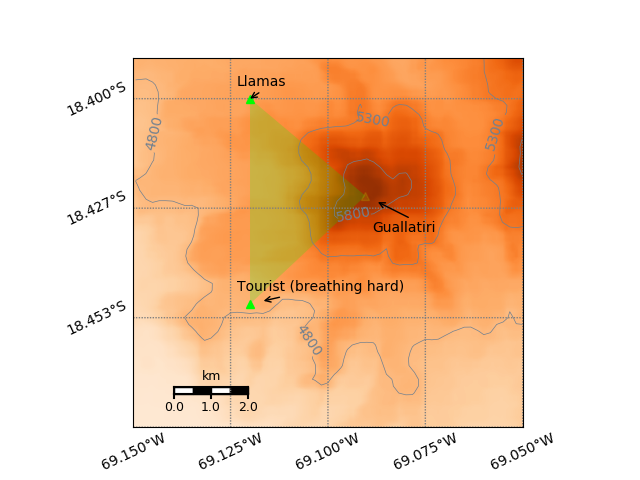 Llamas
18.400°S
5300
4800
5300
5800
18.427°S
Guallatiri
Tourist (breathing hard)
18.453°S
4800
km
0.0 1.0 2.0
69.150°W 69.125°W 69.100°W 69.075°W 69.050°W